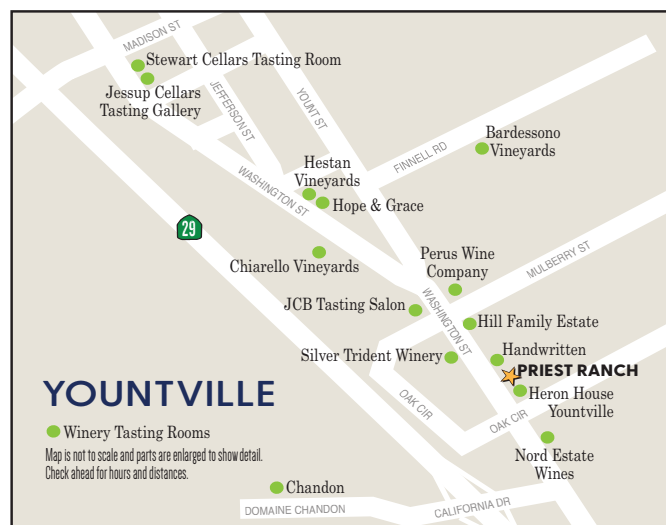 MADISON ST
Stewart Cellars Tasting Room
Jessup Cellars
Tasting Gallery
JEFFERSON ST
YOUNT ST
Bardessono
Vineyards
FINNELL RD
Hestan
Vineyards
WASHINGTON ST
Hope & Grace
29
Chiarello Vineyards
Perus Wine
Company
MULBERRY ST
JCB Tasting Salon
WASHINGTON ST
Hill Family Estate
Silver Trident Winery
Handwritten
PRIEST RANCH
Heron House
Yountville
OAK CIR
OAK CIR
YOUNTVILLE
Winery Tasting Rooms
Map is not to scale and parts are enlarged to show detail.
Check ahead for hours and distances.
Nord Estate
Wines
Chandon
DOMAINE CHANDON
CALIFORNIA DR